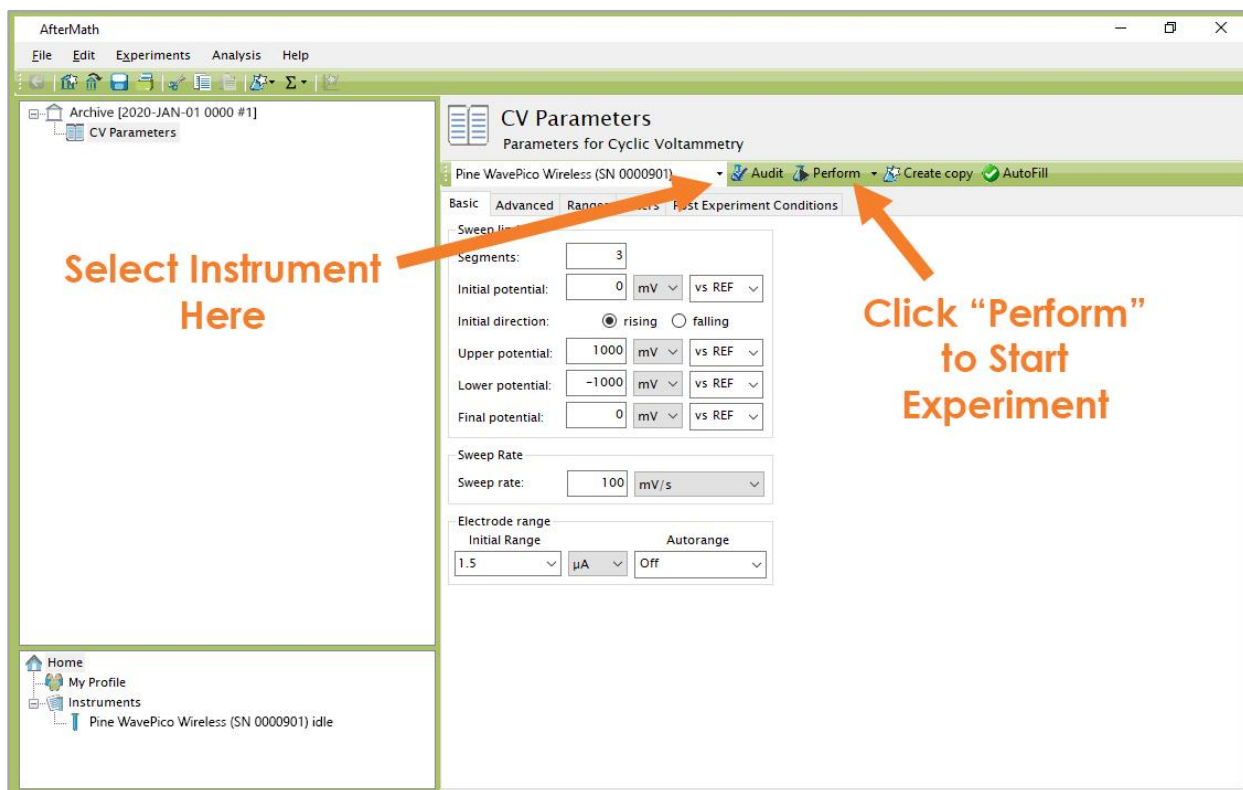 AfterMath
File Edit Experiments Analysis Help
Σ
Archive [2020-JAN-01 0000 #1]
CV Parameters
CV Parameters
Parameters for Cyclic Voltammetry
Pine WavePico Wireless (SN 0000901) Audit Perform Create copy AutoFill
Basic Advanced Post Experiment Conditions
Segments: 3
Initial potential: 0 mV vs REF
Initial direction: rising falling
Upper potential: 1000 mV vs REF
Lower potential: -1000 mV vs REF
Final potential: 0 mV vs REF
Sweep Rate
Sweep rate: 100 mV/s
Electrode range
Initial Range Autorange
1.5 µA Off
Select Instrument
Here
Click “Perform”
to Start
Experiment
Home
My Profile
Instruments
Pine WavePico Wireless (SN 0000901) idle